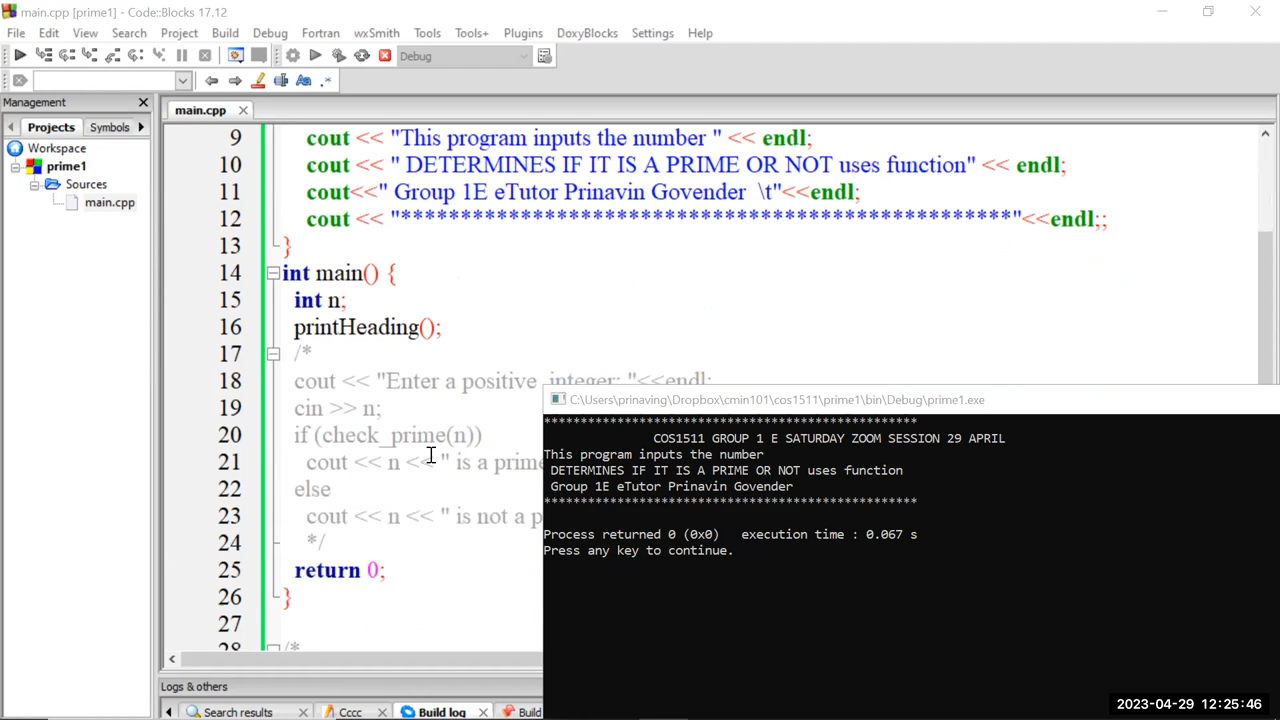 main.cpp [prime1] - Code::Blocks 17.12
File Edit View Search Project Build Debug Fortran wxSmith Tools Tools+ Plugins DoxyBlocks Settings Help
Debug
Management
main.cpp
Projects Symbols
Workspace
prime1
Sources
main.cpp
9 cout << "This program inputs the number " << endl;
10 cout << " DETERMINES IF IT IS A PRIME OR NOT uses function" << endl;
11 cout<<" Group 1E eTutor Prinavin Govender \t"<<endl;
12 cout << "***************************************************"<<endl;;
13 }
14 int main() {
15 int n;
16 printHeading();
17 /*
18 cout << "Enter a positive integer: "<<endl;
19 cin >> n;
20 if (check_prime(n))
21 cout << n << " is a prime
22 else
23 cout << n << " is not a p
24 */
25 return 0;
26 }
27
28 /*
C:\Users\prinaving\Dropbox\cmin101\cos1511\prime1\bin\Debug\prime1.exe
***************************************************
COS1511 GROUP 1 E SATURDAY ZOOM SESSION 29 APRIL
This program inputs the number
DETERMINES IF IT IS A PRIME OR NOT uses function
Group 1E eTutor Prinavin Govender
***************************************************
Process returned 0 (0x0) execution time : 0.067 s
Press any key to continue.
Logs & others
Search results Cccc Build log Build
2023-04-29 12:25:46